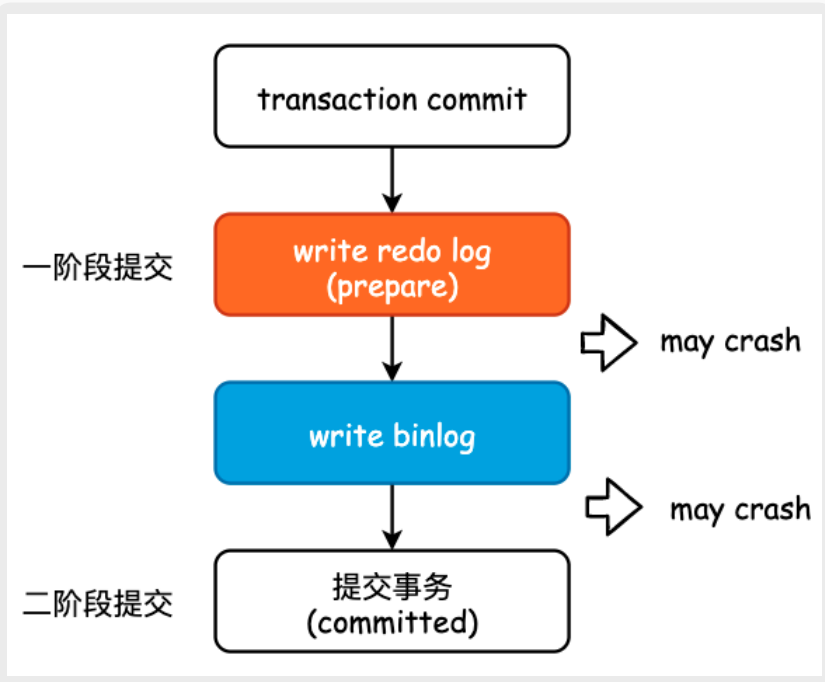 transaction commit
一阶段提交
write redo log
(prepare)
may crash
write binlog
may crash
二阶段提交
提交事务
(committed)